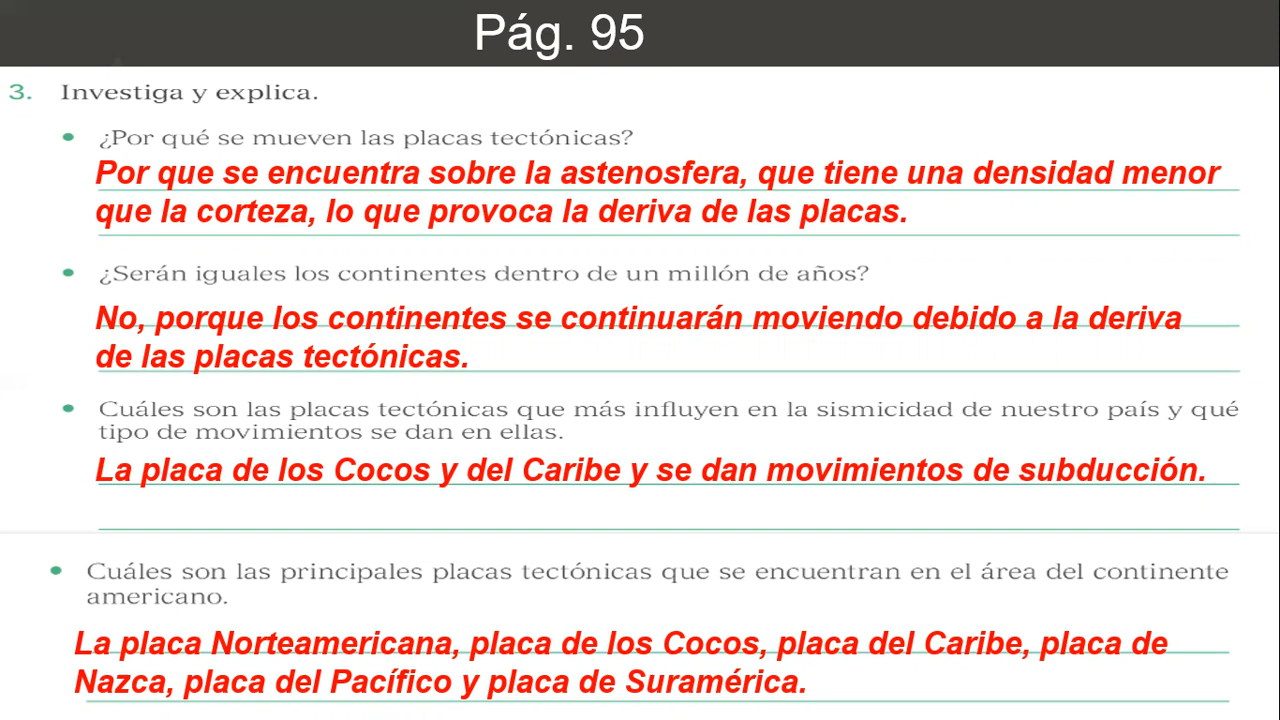 Pág. 95
3. Investiga y explica.
• ¿Por qué se mueven las placas tectónicas?
Por que se encuentra sobre la astenosfera, que tiene una densidad menor
que la corteza, lo que provoca la deriva de las placas.
• ¿Serán iguales los continentes dentro de un millón de años?
No, porque los continentes se continuarán moviendo debido a la deriva
de las placas tectónicas.
• Cuáles son las placas tectónicas que más influyen en la sismicidad de nuestro país y qué
tipo de movimientos se dan en ellas.
La placa de los Cocos y del Caribe y se dan movimientos de subducción.
• Cuáles son las principales placas tectónicas que se encuentran en el área del continente
americano.
La placa Norteamericana, placa de los Cocos, placa del Caribe, placa de
Nazca, placa del Pacífico y placa de Suramérica.